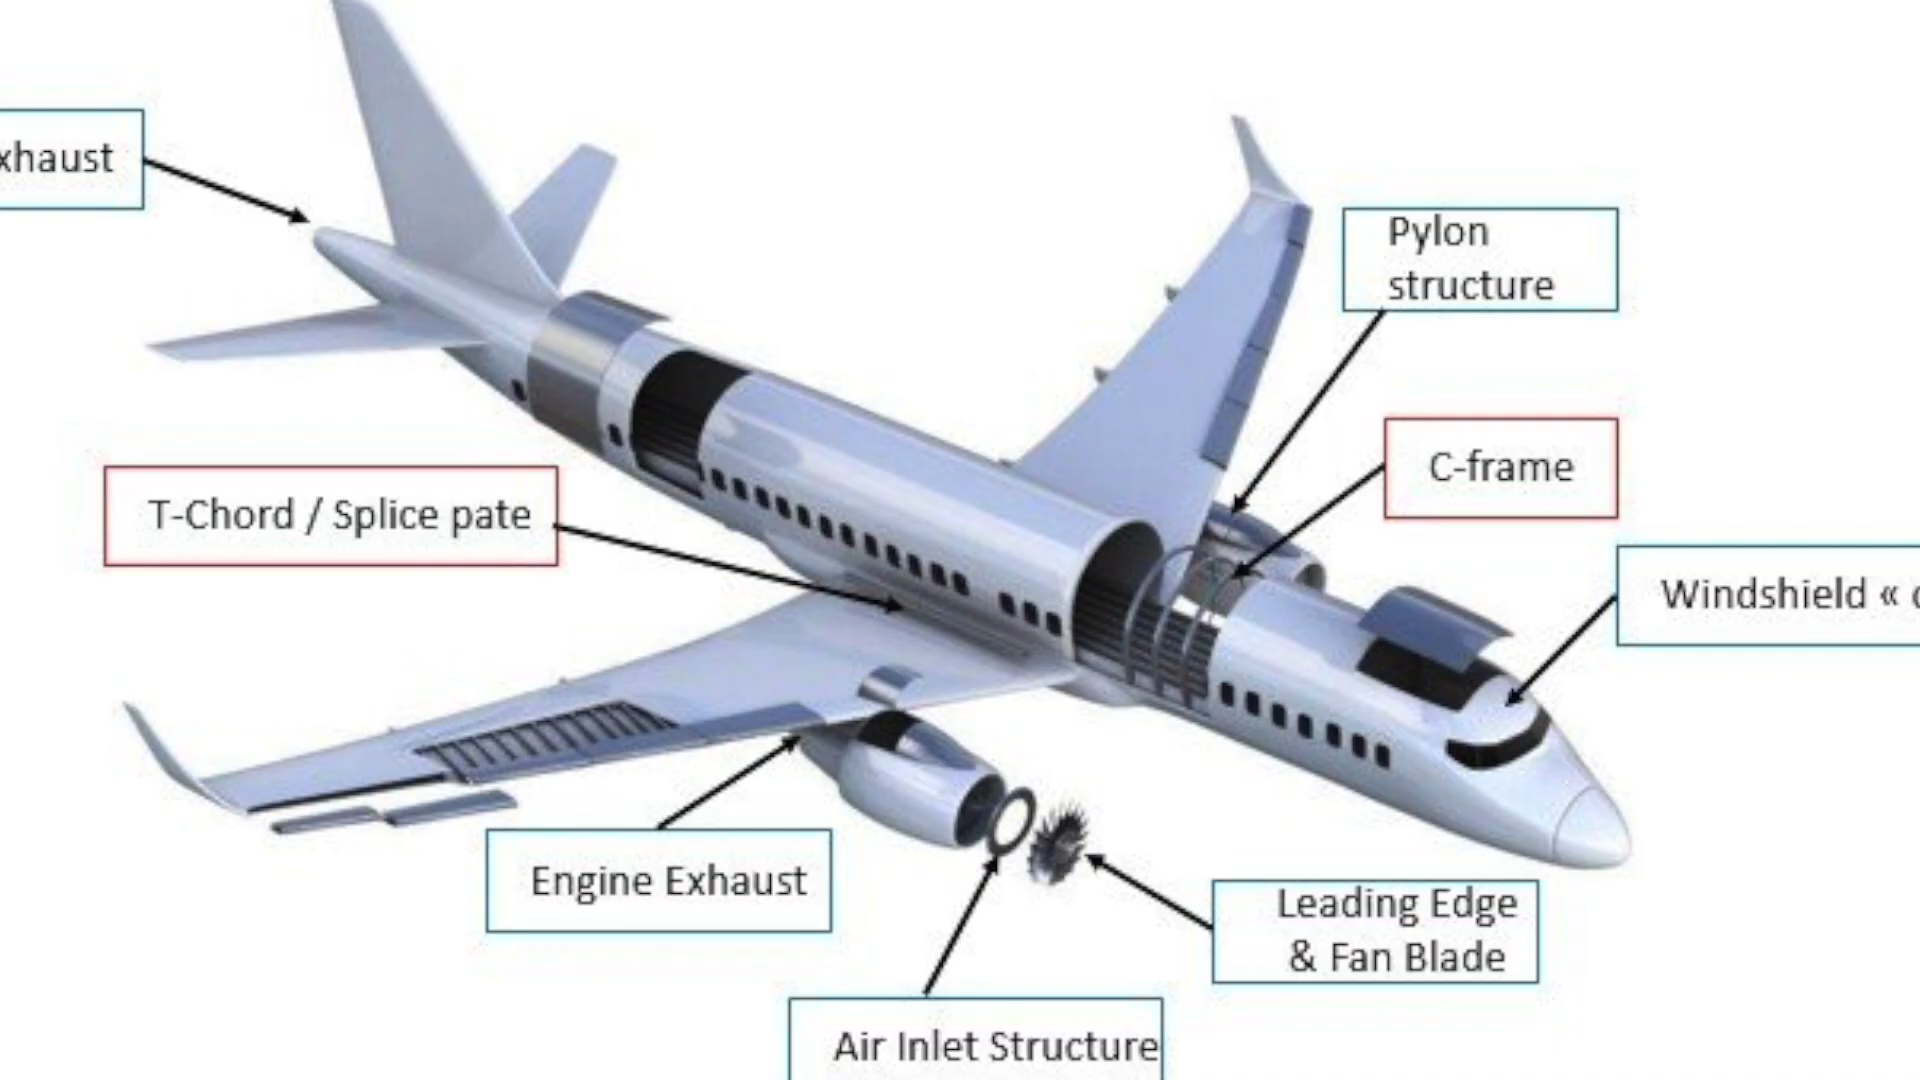 xhaust
Pylon
structure
C-frame
T-Chord / Splice pate
Windshield «
Engine Exhaust
Leading Edge
& Fan Blade
Air Inlet Structure